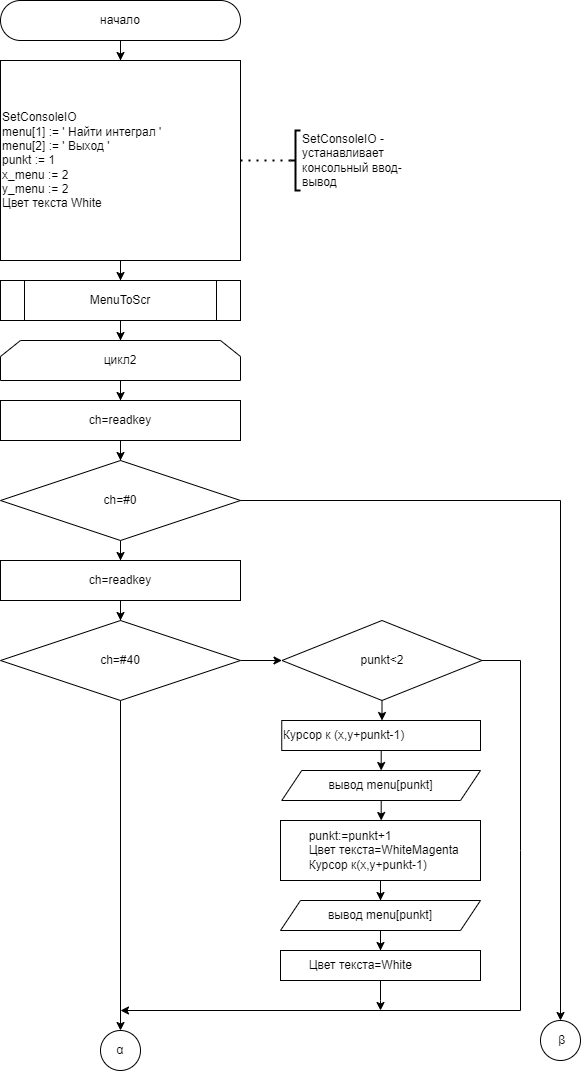 начало
SetConsoleIO
menu[1] := ' Найти интеграл '
menu[2] := ' Выход '
punkt := 1
x_menu := 2
y_menu := 2
Цвет текста White
SetConsoleIO -
устанавливает
консольный ввод-
вывод
MenuToScr
цикл2
ch=readkey
ch=#0
ch=readkey
ch=#40
punkt<2
Курсор к (x,y+punkt-1)
вывод menu[punkt]
punkt:=punkt+1
Цвет текста=WhiteMagenta
Курсор к(x,y+punkt-1)
вывод menu[punkt]
Цвет текста=White
α
β